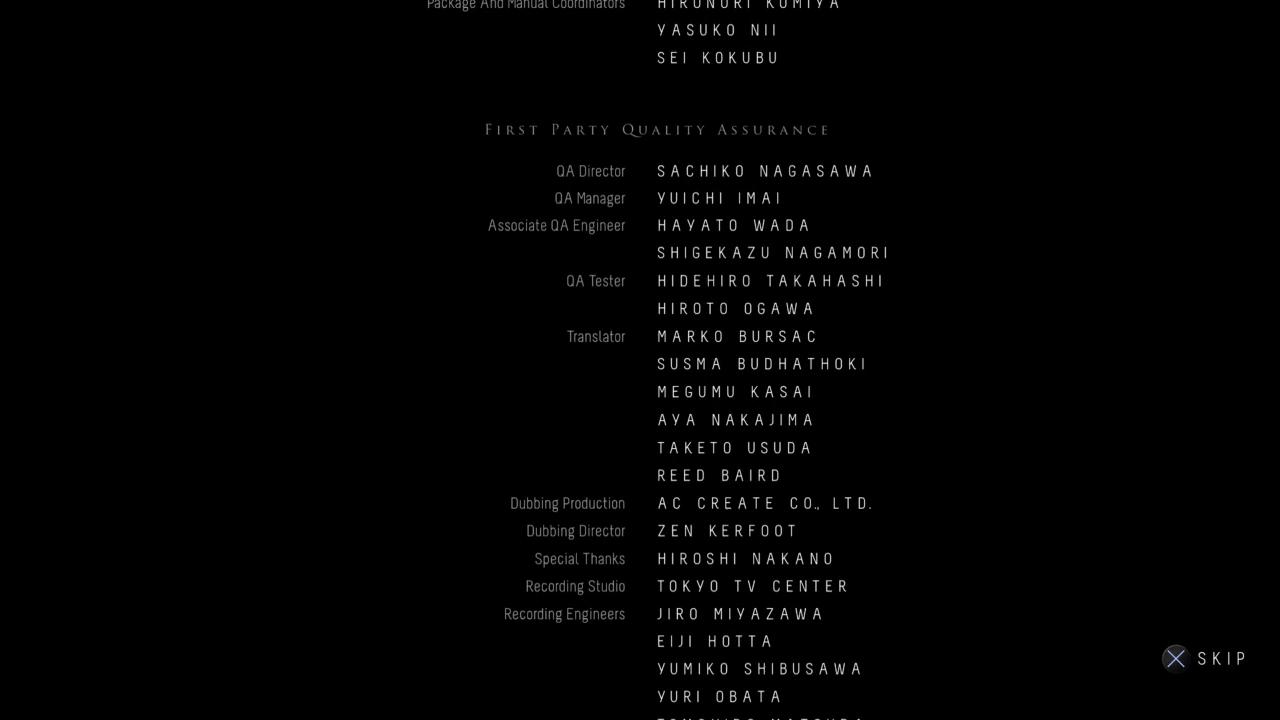 Package And Manual Coordinators HIRONORI KOMIYA
YASUKO NII
SEI KOKUBU
First Party Quality Assurance
QA Director SACHIKO NAGASAWA
QA Manager YUICHI IMAI
Associate QA Engineer HAYATO WADA
SHIGEKAZU NAGAMORI
QA Tester HIDEHIRO TAKAHASHI
HIROTO OGAWA
Translator MARKO BURSAC
SUSMA BUDHATHOKI
MEGUMU KASAI
AYA NAKAJIMA
TAKETO USUDA
REED BAIRD
Dubbing Production AC CREATE CO., LTD.
Dubbing Director ZEN KERFOOT
Special Thanks HIROSHI NAKANO
Recording Studio TOKYO TV CENTER
Recording Engineers JIRO MIYAZAWA
EIJI HOTTA
YUMIKO SHIBUSAWA
SKIP
YURI OBATA